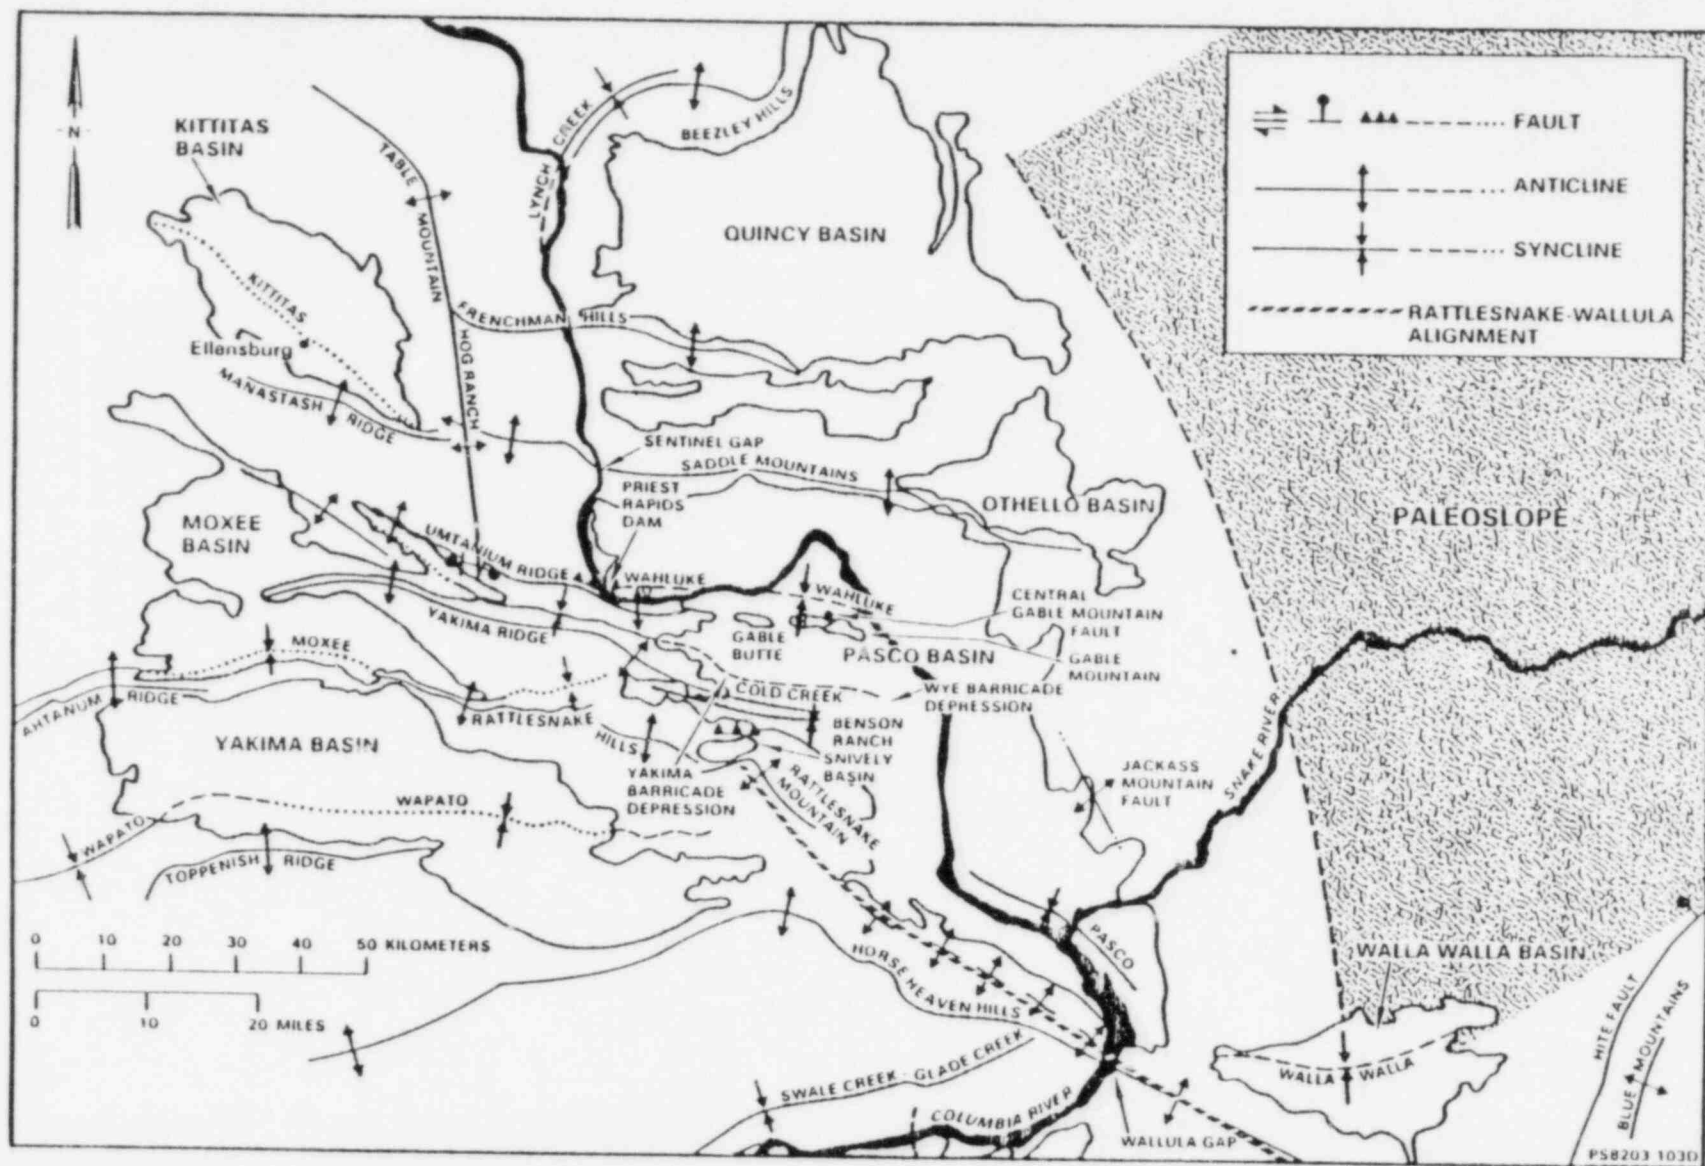 N
KITTITAS
BASIN
TABLE
MOUNTAIN
HOG RANCH
LYNCH CREEK
BEEZLEY HILLS
QUINCY BASIN
FAULT
ANTICLINE
SYNCLINE
RATTLESNAKE-WALLULA
ALIGNMENT
KITTITAS
Ellensburg
FRENCHMAN HILLS
MANASTASH RIDGE
SENTINEL GAP
SADDLE MOUNTAINS
PRIEST
RAPIDS
DAM
OTHELLO BASIN
PALEOSLOPE
MOXEE
BASIN
UMTANIUM RIDGE
WAHLUKE
WAHLUKE
CENTRAL
GABLE MOUNTAIN
FAULT
YAKIMA RIDGE
GABLE
BUTTE
PASCO BASIN
GABLE
MOUNTAIN
MOXEE
AHTANUM RIDGE
RATTLESNAKE
HILLS
COLD CREEK
WYE BARRICADE
DEPRESSION
BENSON
RANCH
SNIVELY
BASIN
YAKIMA BASIN
YAKIMA
BARRICADE
DEPRESSION
RATTLESNAKE
MOUNTAIN
JACKASS
MOUNTAIN
FAULT
SNAKE RIVER
WAPATO
WAPATO
TOPPENISH RIDGE
0 10 20 30 40 50 KILOMETERS
0 10 20 MILES
HORSE HEAVEN HILLS
PASCO
WALLA WALLA BASIN
WALLA WALLA
HITE FAULT
BLUE MOUNTAINS
SWALE CREEK - GLADE CREEK
COLUMBIA RIVER
WALLULA GAP
PS8203 103D